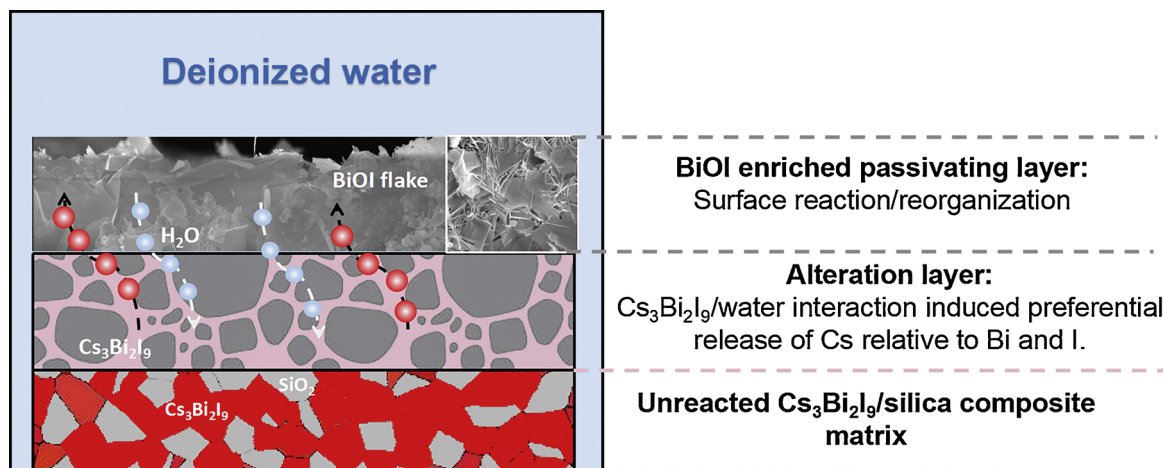 Deionized water
BiOI flake
H₂O
Cs₃Bi₂I₉
SiO₂
Cs₃Bi₂I₉
BiOI enriched passivating layer:
Surface reaction/reorganization
Alteration layer:
Cs₃Bi₂I₉/water interaction induced preferential
release of Cs relative to Bi and I.
Unreacted Cs₃Bi₂I₉/silica composite
matrix